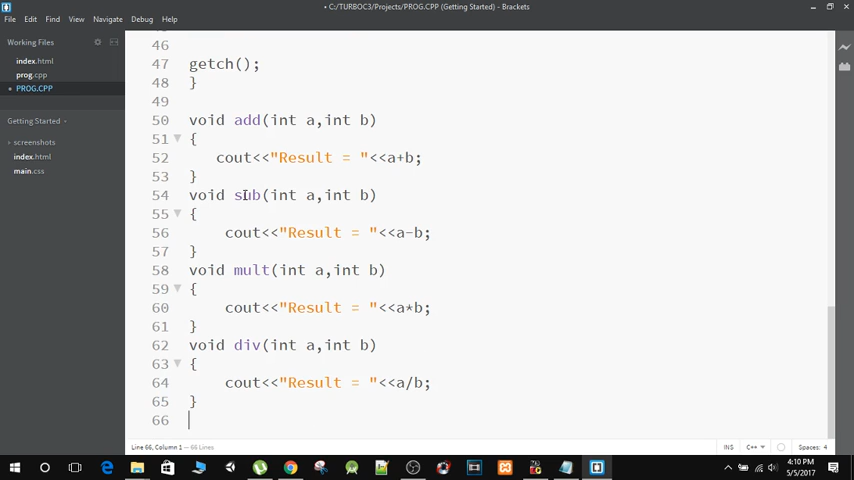 • C:/TURBOC3/Projects/PROG.CPP (Getting Started) - Brackets
File Edit Find View Navigate Debug Help
Working Files
index.html
prog.cpp
PROG.CPP
Getting Started
screenshots
index.html
main.css
46
47 getch();
48 }
49
50 void add(int a,int b)
51 {
52 cout<<"Result = "<<a+b;
53 }
54 void sub(int a,int b)
55 {
56 cout<<"Result = "<<a-b;
57 }
58 void mult(int a,int b)
59 {
60 cout<<"Result = "<<a*b;
61 }
62 void div(int a,int b)
63 {
64 cout<<"Result = "<<a/b;
65 }
66
Line 66, Column 1 — 66 Lines
INS C++ Spaces: 4
4:10 PM
5/5/2017